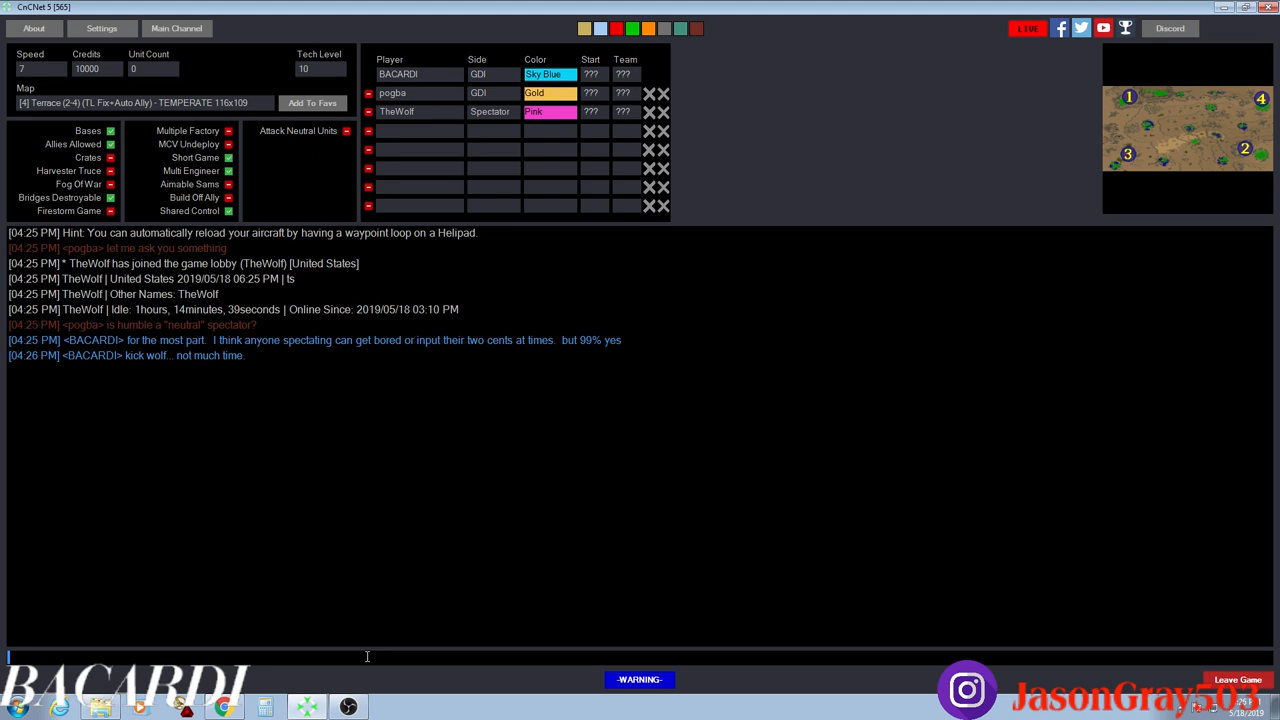 CnCNet 5 [565]
About
Settings
Main Channel
LIVE
Discord
Speed
Credits
Unit Count
Tech Level
7
10000
0
10
Map
[4] Terrace (2-4) (TL Fix+Auto Ally) - TEMPERATE 116x109
Add To Favs
Player Side Color Start Team
BACARDI GDI Sky Blue ??? ???
pogba GDI Gold ??? ???
TheWolf Spectator Pink ??? ???
1
4
3
2
Bases
Allies Allowed
Crates
Harvester Truce
Fog Of War
Bridges Destroyable
Firestorm Game
Multiple Factory
MCV Undeploy
Short Game
Multi Engineer
Aimable Sams
Build Off Ally
Shared Control
Attack Neutral Units
[04:25 PM] Hint: You can automatically reload your aircraft by having a waypoint loop on a Helipad.
[04:25 PM] <pogba> let me ask you something
[04:25 PM] * TheWolf has joined the game lobby (TheWolf) [United States]
[04:25 PM] TheWolf | United States 2019/05/18 06:25 PM | ts
[04:25 PM] TheWolf | Other Names: TheWolf
[04:25 PM] TheWolf | Idle: 1hours, 14minutes, 39seconds | Online Since: 2019/05/18 03:10 PM
[04:25 PM] <pogba> is humble a "neutral" spectator?
[04:25 PM] <BACARDI> for the most part. I think anyone spectating can get bored or input their two cents at times. but 99% yes
[04:26 PM] <BACARDI> kick wolf... not much time.
-WARNING-
Leave Game
BACARDI
JasonGray503
5/18/2019